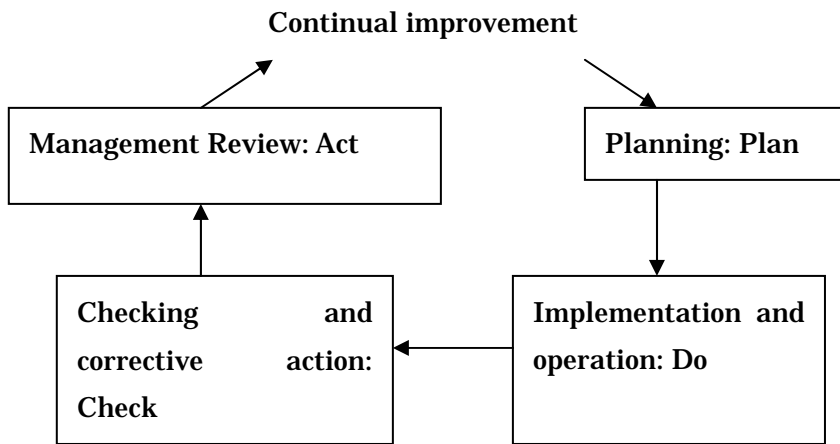 Continual improvement
Management Review: Act
Planning: Plan
Checking and
corrective action:
Check
Implementation and
operation: Do